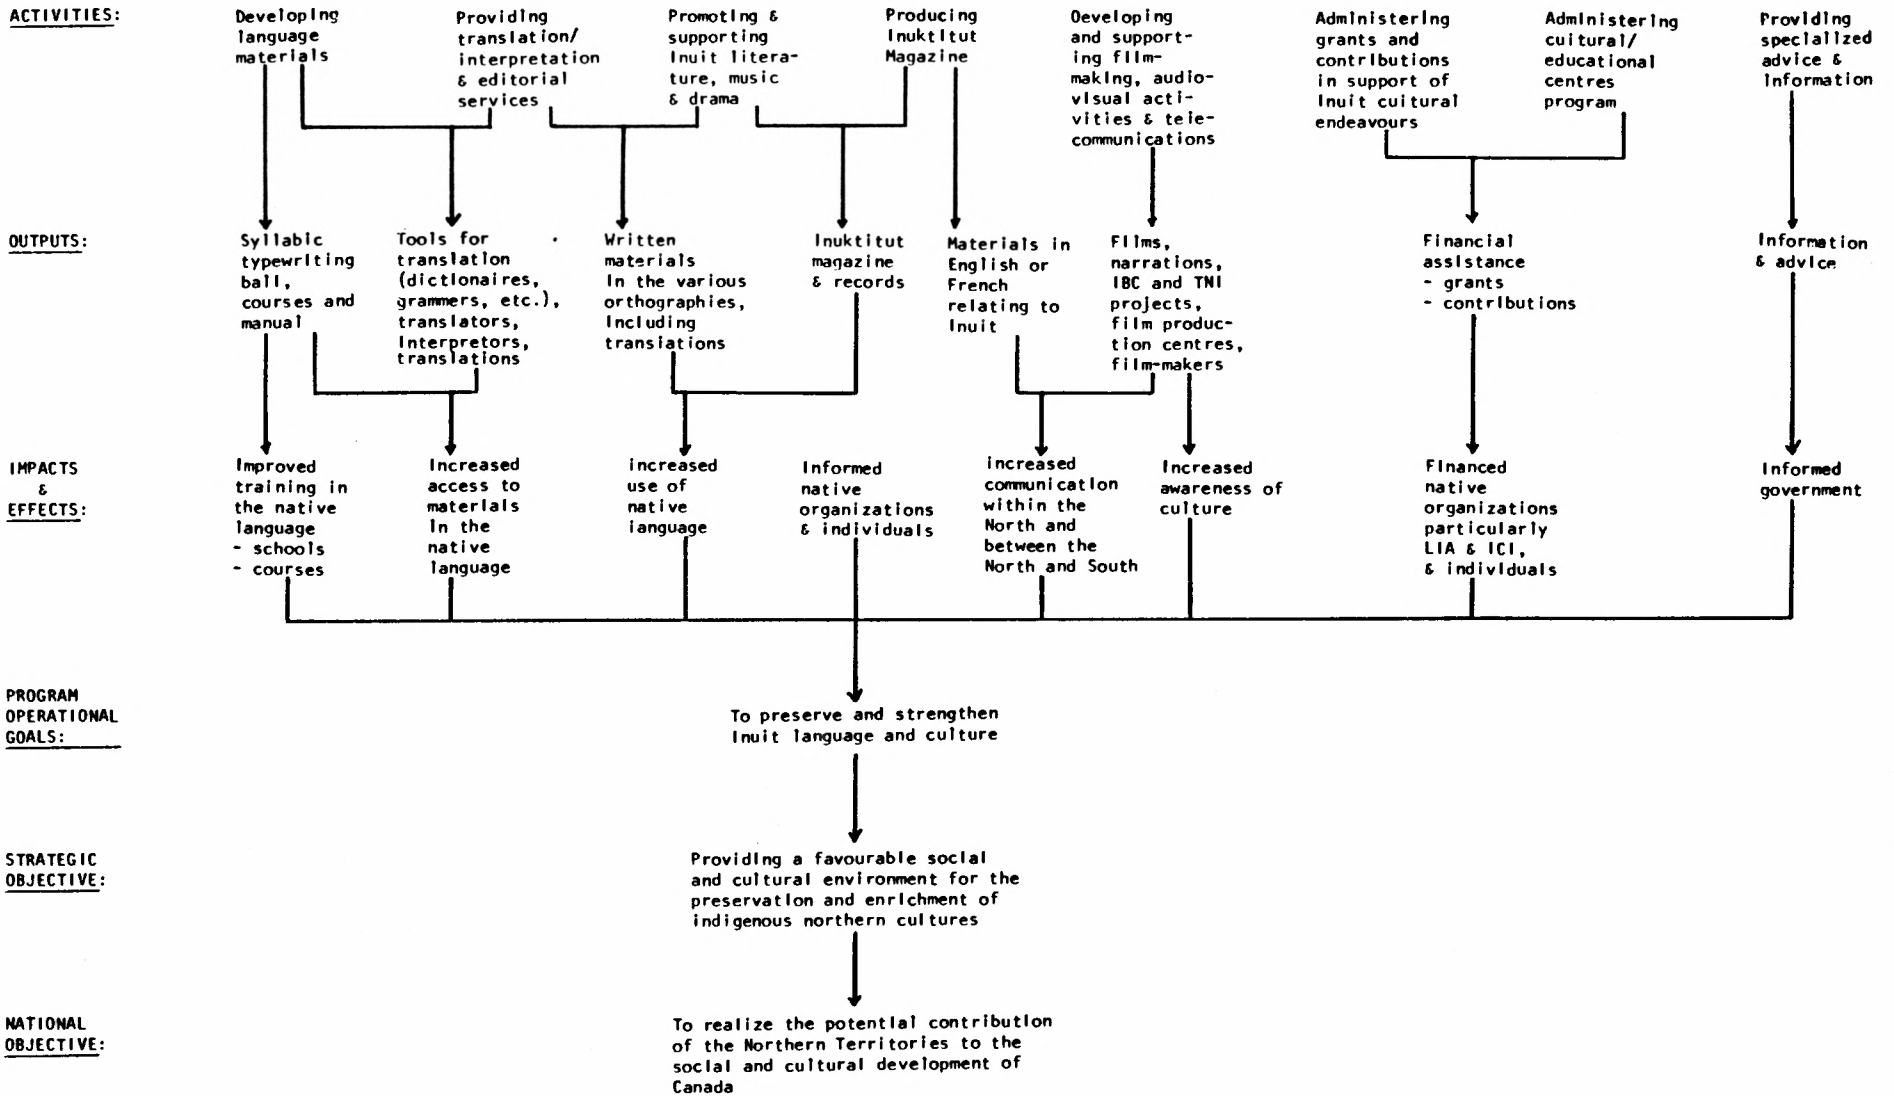 ACTIVITIES:
Developing
language
materials
Providing
translation/
interpretation
& editorial
services
Promoting &
supporting
Inuit litera-
ture, music
& drama
Producing
Inuktitut
Magazine
Developing
and support-
ing film-
making, audio-
visual acti-
vities & tele-
communications
Administering
grants and
contributions
in support of
Inuit cultural
endeavours
Administering
cultural/
educational
centres
program
Providing
specialized
advice &
Information
OUTPUTS:
Syllabic
typewriting
ball,
courses and
manual
Tools for
translation
(dictionaires,
grammers, etc.),
translators,
Interpretors,
translations
Written
materials
In the various
orthographies,
Including
translations
Inuktitut
magazine
& records
Materials in
English or
French
relating to
Inuit
Films,
narrations,
IBC and TNI
projects,
film produc-
tion centres,
film-makers
Financial
assistance
- grants
- contributions
Information
& advice
IMPACTS
&
EFFECTS:
Improved
training in
the native
language
- schools
- courses
Increased
access to
materials
In the
native
language
increased
use of
native
language
Informed
native
organizations
& individuals
increased
communication
within the
North and
between the
North and South
Increased
awareness of
culture
Financed
native
organizations
particularly
LIA & ICI,
& individuals
Informed
government
PROGRAM
OPERATIONAL
GOALS:
To preserve and strengthen
Inuit language and culture
STRATEGIC
OBJECTIVE:
Providing a favourable social
and cultural environment for the
preservation and enrichment of
indigenous northern cultures
NATIONAL
OBJECTIVE:
To realize the potential contribution
of the Northern Territories to the
social and cultural development of
Canada